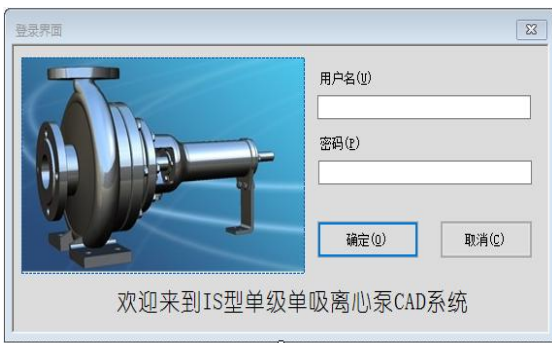 登录界面
用户名(U)
密码(P)
确定(O)
取消(C)
欢迎来到IS型单级单吸离心泵CAD系统